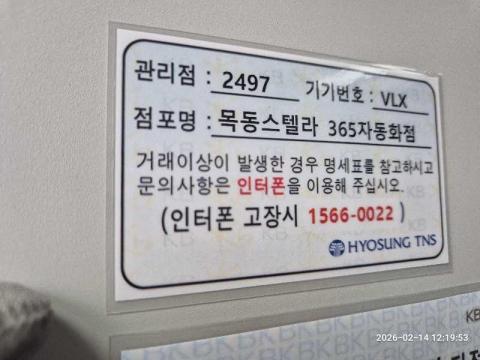 관리점 : 2497 기기번호 : VLX
점포명 : 목동스텔라 365자동화점
거래이상이 발생한 경우 명세표를 참고하시고
문의사항은 인터폰을 이용해 주십시오.
(인터폰 고장시 1566-0022 )
HYOSUNG TNS
KB
2026-02-14 12:19:53